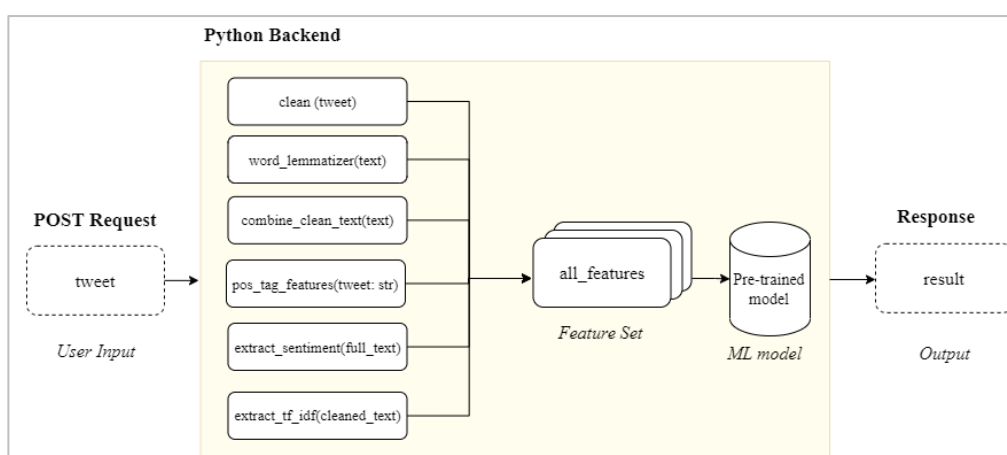 Python Backend
clean (tweet)
word_lemmatizer(text)
combine_clean_text(text)
pos_tag_features(tweet: str)
extract_sentiment(full_text)
extract_tf_idf(cleaned_text)
POST Request
tweet
User Input
all_features
Feature Set
Pre-trained
model
ML model
Response
result
Output